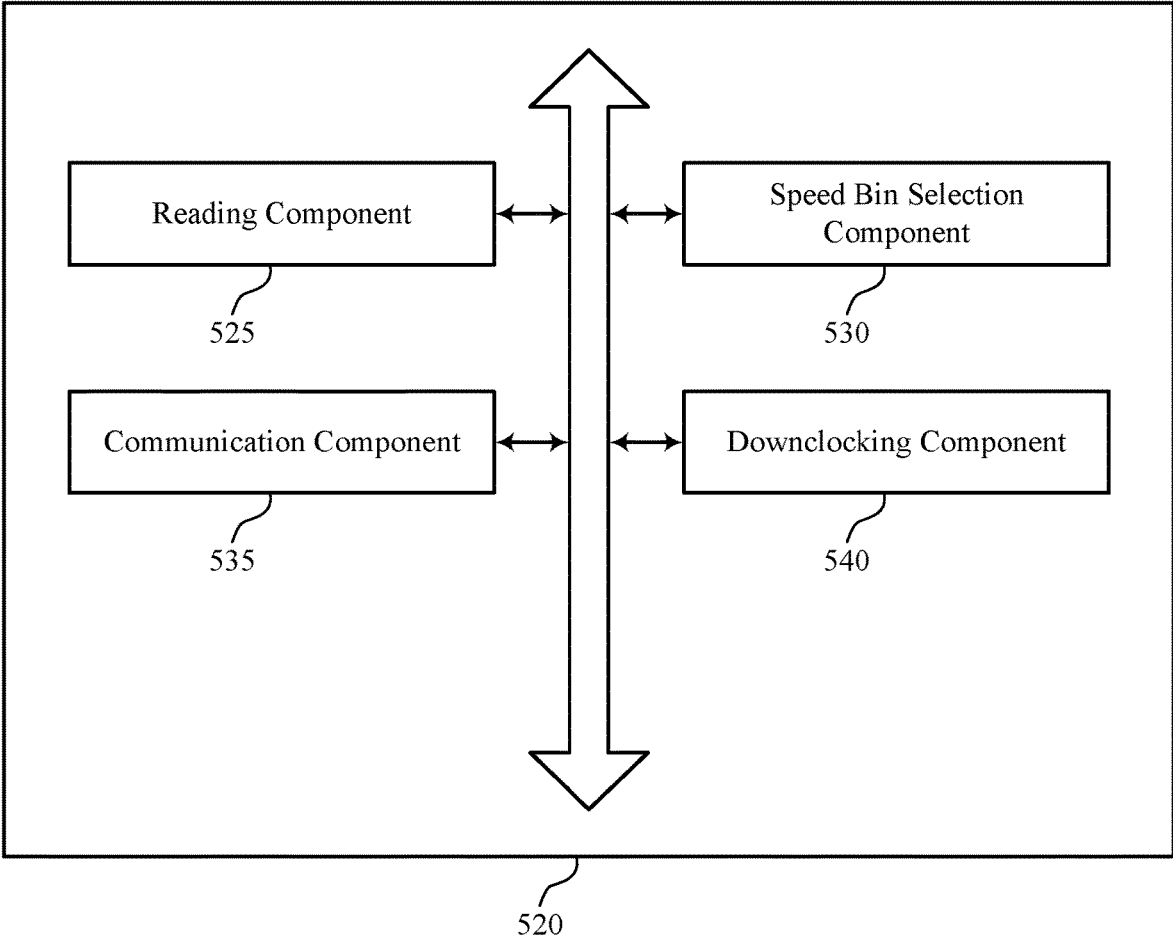 Reading Component
525
Speed Bin Selection
Component
530
Communication Component
535
Downclocking Component
540
520